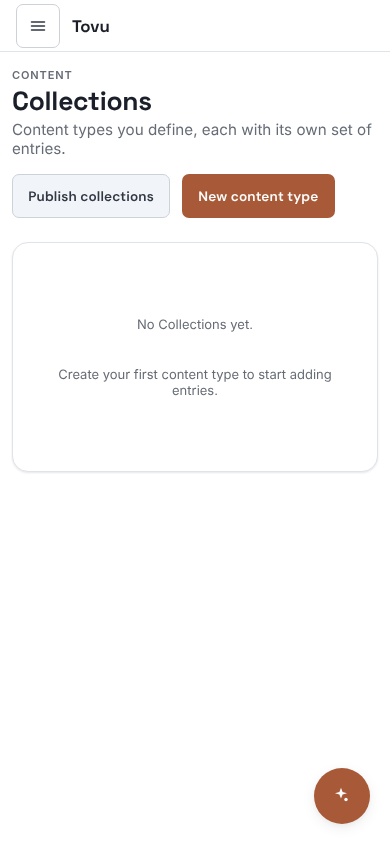 Tovu
CONTENT
Collections
Content types you define, each with its own set of
entries.
Publish collections
New content type
No Collections yet.
Create your first content type to start adding
entries.